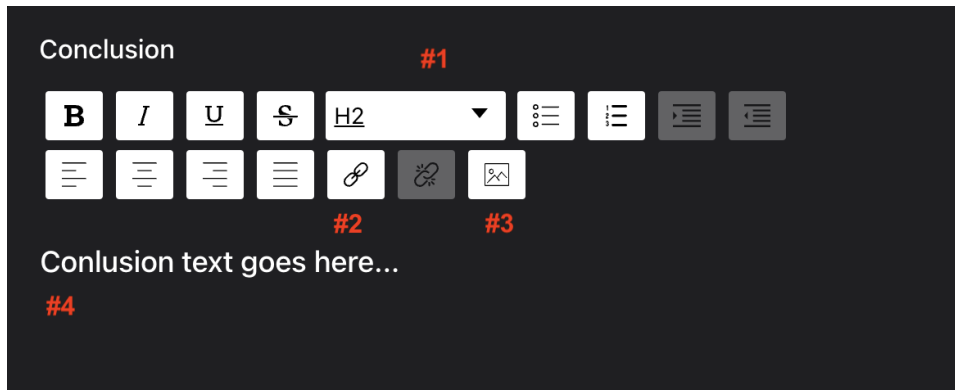 Conclusion
#1
B I U S H2
#2 #3
Conlusion text goes here...
#4